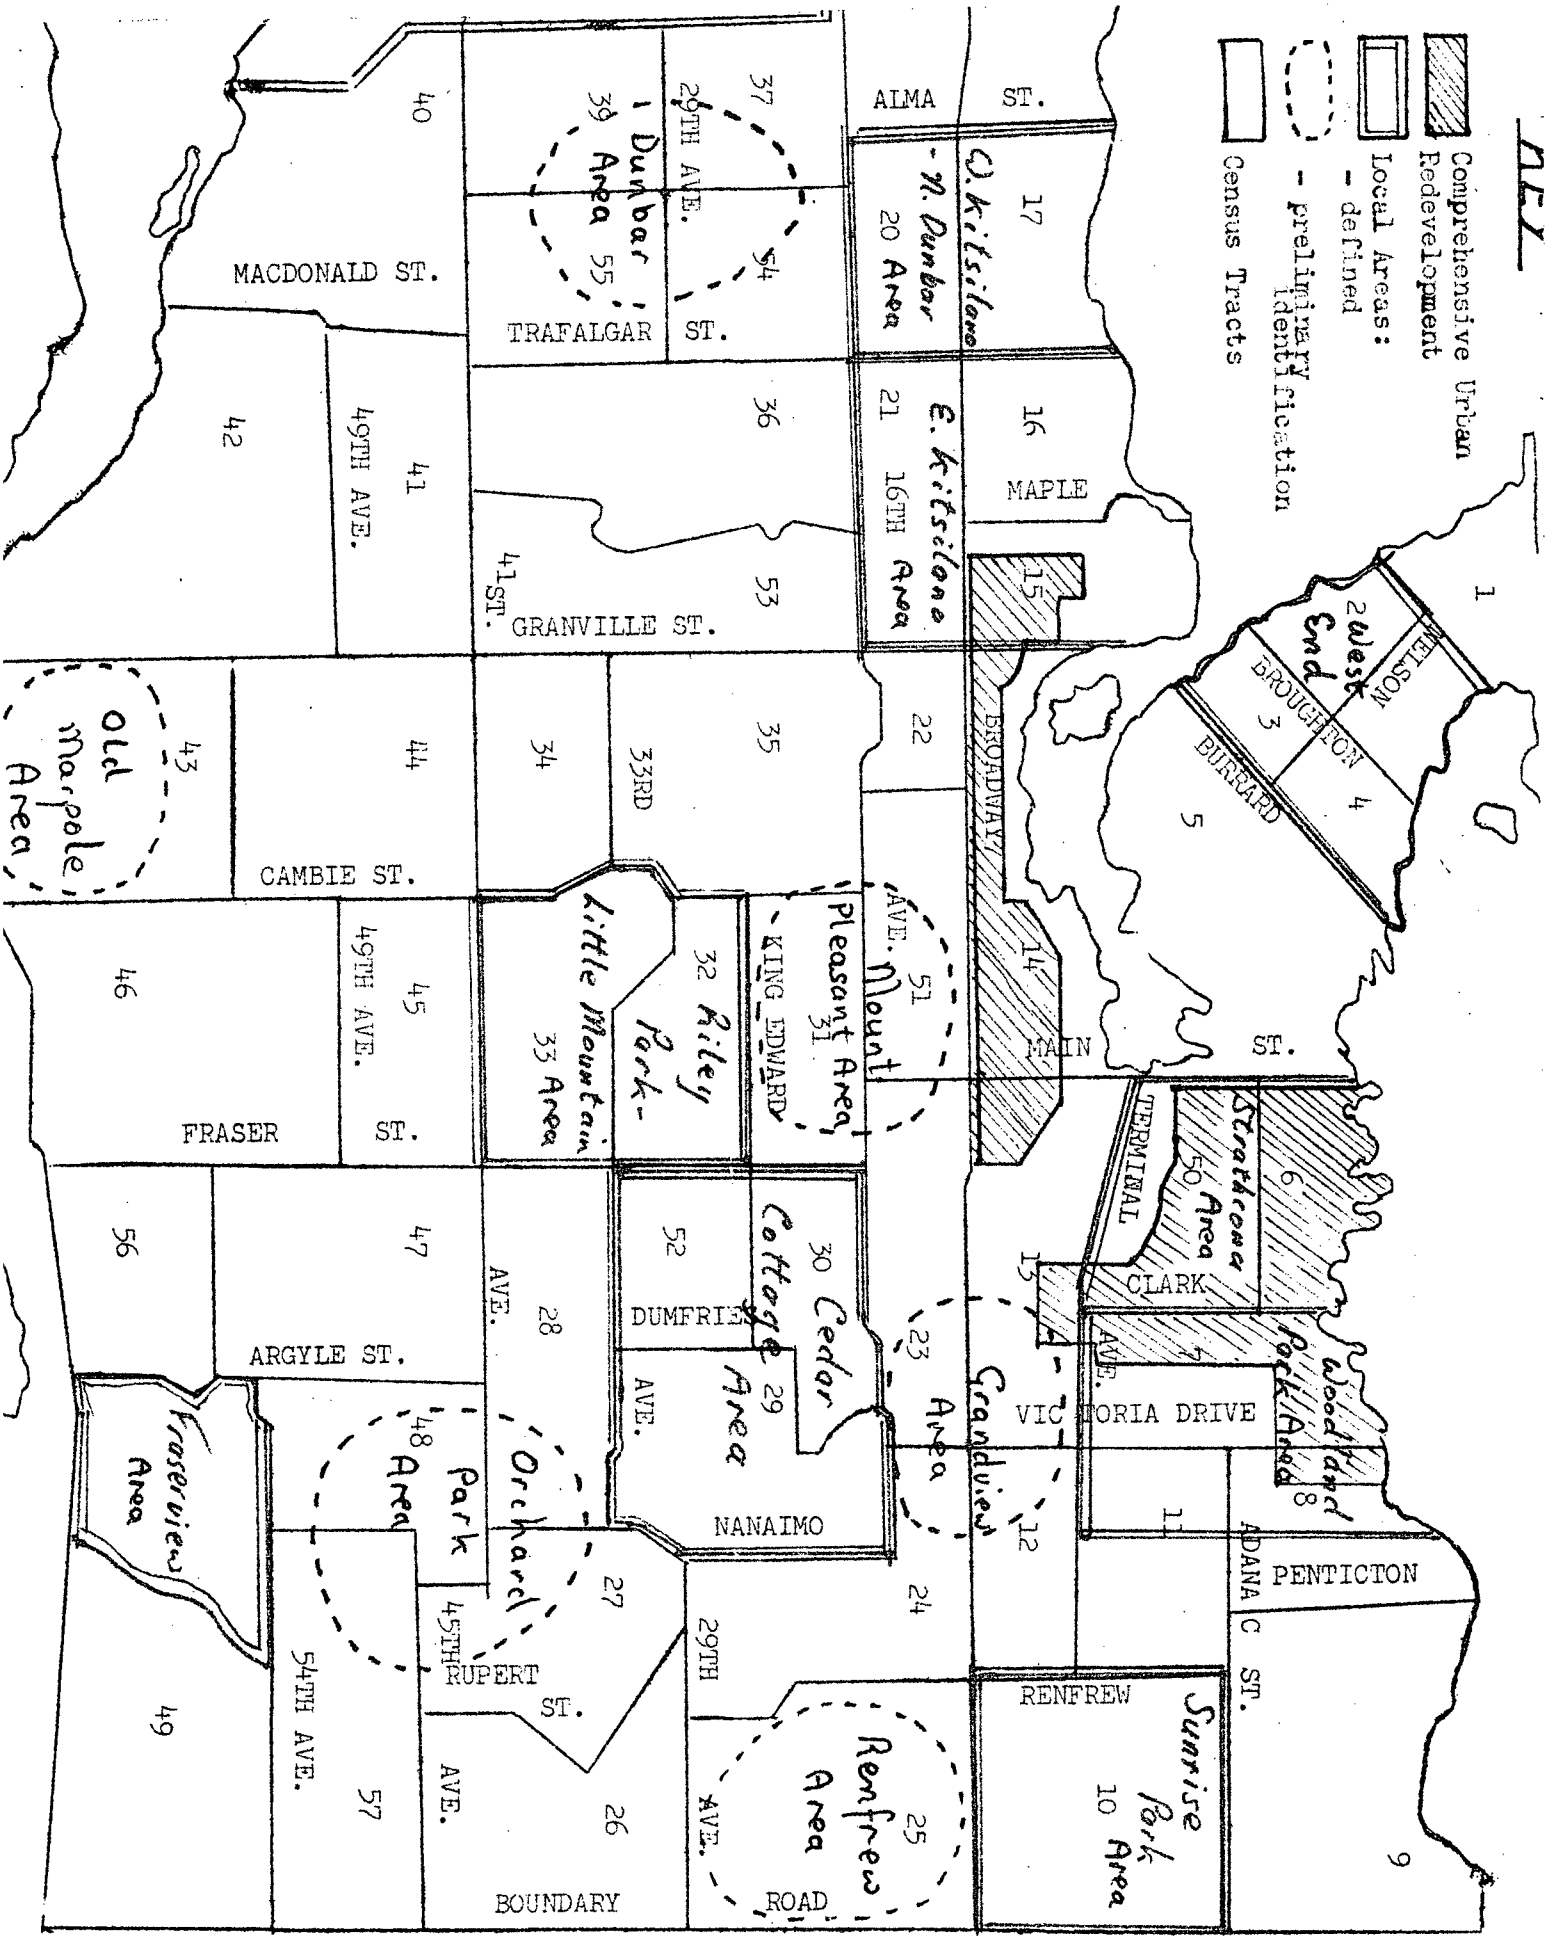 KEY
Comprehensive Urban
Redevelopment
Local Areas:
- defined
- preliminary
identification
Census Tracts
ALMA ST.
37
29TH AVE.
39
40
Dunbar
Area
54
55
MACDONALD ST.
TRAFALGAR ST.
17
W. Kitsilano
- N. Dunbar
20 Area
16
MAPLE
E. Kitsilano
21 16TH Area
36
53
41
49TH AVE.
42
41ST.
GRANVILLE ST.
15
1
2 West
End
NELSON
BROUGHTON
3
4
BURRARD
5
BROADWAY
22
35
33RD
34
44
43
Old
Marpole
Area
CAMBIE ST.
14
51
AVE.
Mount
Pleasant Area
31
- KING EDWARD
32 Riley
Park-
Little Mountain
33 Area
45
49TH AVE.
46
MAIN ST.
FRASER ST.
TERMINAL
Strathcona
50 Area
6
CLARK
13
AVE.
7
Woodland
Park Area
8
VICTORIA DRIVE
Grandview
Area
23
12
11
ADANAC ST.
PENTICTON
9
30 Cedar
Cottage
Area
52
29
DUMFRIES
AVE.
NANAIMO
28
AVE.
47
56
ARGYLE ST.
Fraserview
Area
48
Orchard
Park
Area
27
24
29TH
45TH
RUPERT
ST.
54TH AVE.
49
57
AVE.
26
AVE.
25
Renfrew
Area
RENFREW
Sunrise
Park
10 Area
BOUNDARY ROAD